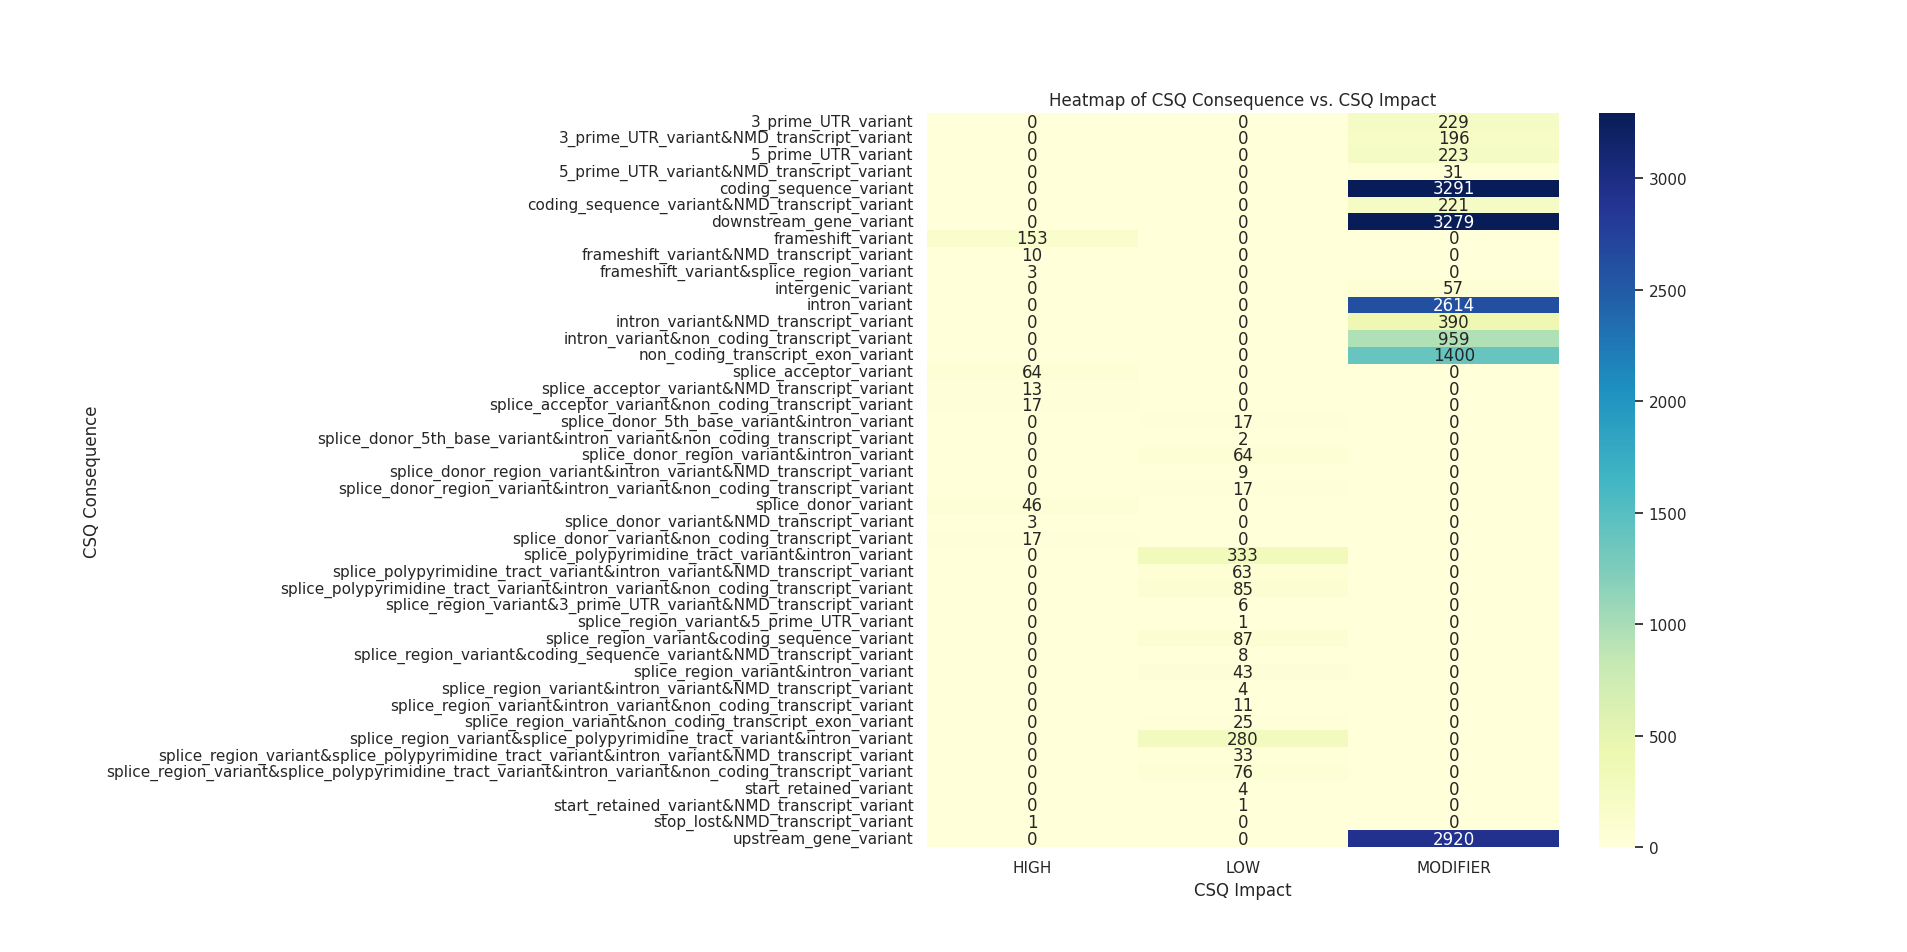 Heatmap of CSQ Consequence vs. CSQ Impact
3_prime_UTR_variant 0 0 229
3_prime_UTR_variant&NMD_transcript_variant 0 0 196
5_prime_UTR_variant 0 0 223
5_prime_UTR_variant&NMD_transcript_variant 0 0 31
coding_sequence_variant 0 0 3291
coding_sequence_variant&NMD_transcript_variant 0 0 221
downstream_gene_variant 0 0 3279
frameshift_variant 153 0 0
frameshift_variant&NMD_transcript_variant 10 0 0
frameshift_variant&splice_region_variant 3 0 0
intergenic_variant 0 0 57
intron_variant 0 0 2614
intron_variant&NMD_transcript_variant 0 0 390
intron_variant&non_coding_transcript_variant 0 0 959
non_coding_transcript_exon_variant 0 0 1400
splice_acceptor_variant 64 0 0
splice_acceptor_variant&NMD_transcript_variant 13 0 0
splice_acceptor_variant&non_coding_transcript_variant 17 0 0
splice_donor_5th_base_variant&intron_variant 0 17 0
splice_donor_5th_base_variant&intron_variant&non_coding_transcript_variant 0 2 0
splice_donor_region_variant&intron_variant 0 64 0
splice_donor_region_variant&intron_variant&NMD_transcript_variant 0 9 0
splice_donor_region_variant&intron_variant&non_coding_transcript_variant 0 17 0
splice_donor_variant 46 0 0
splice_donor_variant&NMD_transcript_variant 3 0 0
splice_donor_variant&non_coding_transcript_variant 17 0 0
splice_polypyrimidine_tract_variant&intron_variant 0 333 0
splice_polypyrimidine_tract_variant&intron_variant&NMD_transcript_variant 0 63 0
splice_polypyrimidine_tract_variant&intron_variant&non_coding_transcript_variant 0 85 0
splice_region_variant&3_prime_UTR_variant&NMD_transcript_variant 0 6 0
splice_region_variant&5_prime_UTR_variant 0 1 0
splice_region_variant&coding_sequence_variant 0 87 0
splice_region_variant&coding_sequence_variant&NMD_transcript_variant 0 8 0
splice_region_variant&intron_variant 0 43 0
splice_region_variant&intron_variant&NMD_transcript_variant 0 4 0
splice_region_variant&intron_variant&non_coding_transcript_variant 0 11 0
splice_region_variant&non_coding_transcript_exon_variant 0 25 0
splice_region_variant&splice_polypyrimidine_tract_variant&intron_variant 0 280 0
splice_region_variant&splice_polypyrimidine_tract_variant&intron_variant&NMD_transcript_variant 0 33 0
splice_region_variant&splice_polypyrimidine_tract_variant&intron_variant&non_coding_transcript_variant 0 76 0
start_retained_variant 0 4 0
start_retained_variant&NMD_transcript_variant 0 1 0
stop_lost&NMD_transcript_variant 1 0 0
upstream_gene_variant 0 0 2920
HIGH LOW MODIFIER
CSQ Impact
CSQ Consequence
3000
2500
2000
1500
1000
500
0